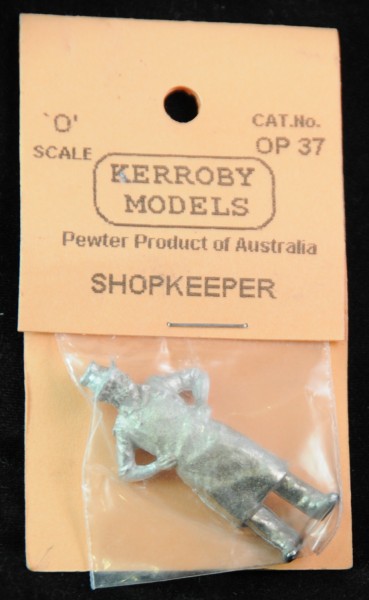 `O'
SCALE
CAT.No.
OP 37
KERROBY
MODELS
Pewter Product of Australia
SHOPKEEPER